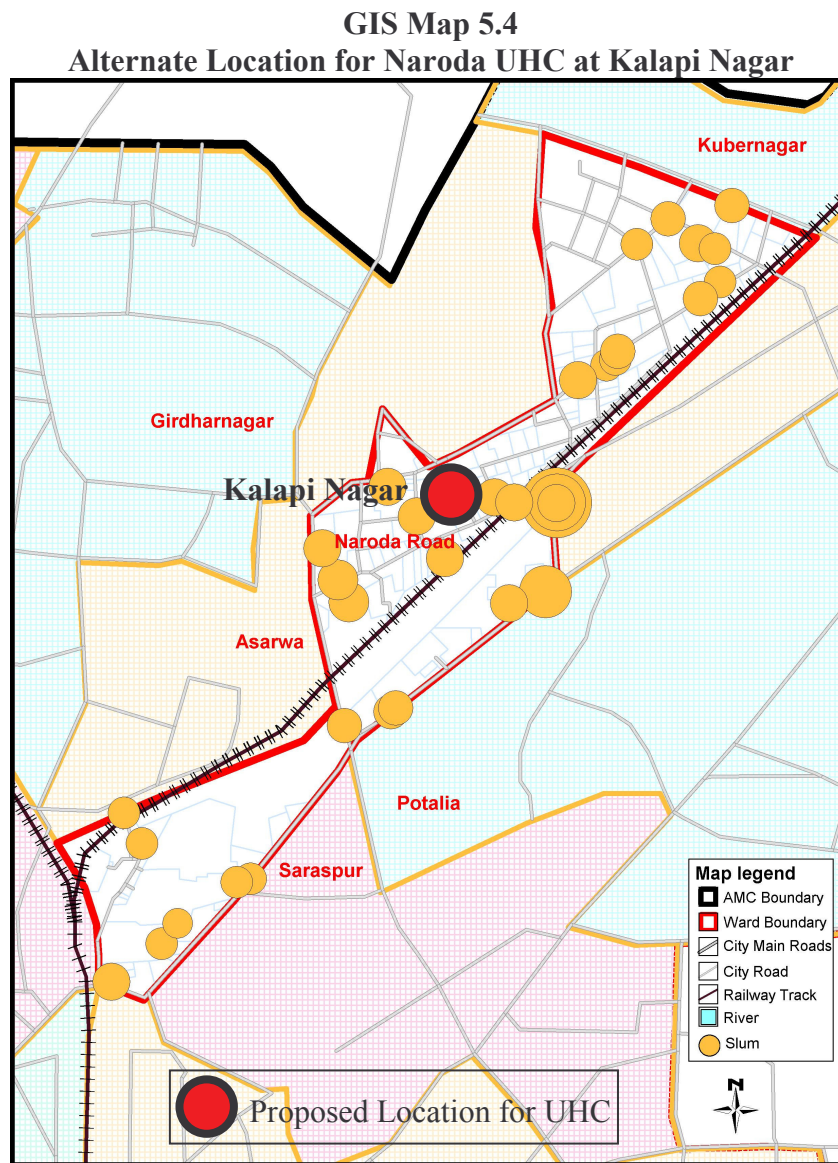 GIS Map 5.4
Alternate Location for Naroda UHC at Kalapi Nagar
Kubernagar
Girdharnagar
Kalapi Nagar
Naroda Road
Asarwa
Potalia
Saraspur
Map legend
AMC Boundary
Ward Boundary
City Main Roads
City Road
Railway Track
River
Slum
N
Proposed Location for UHC